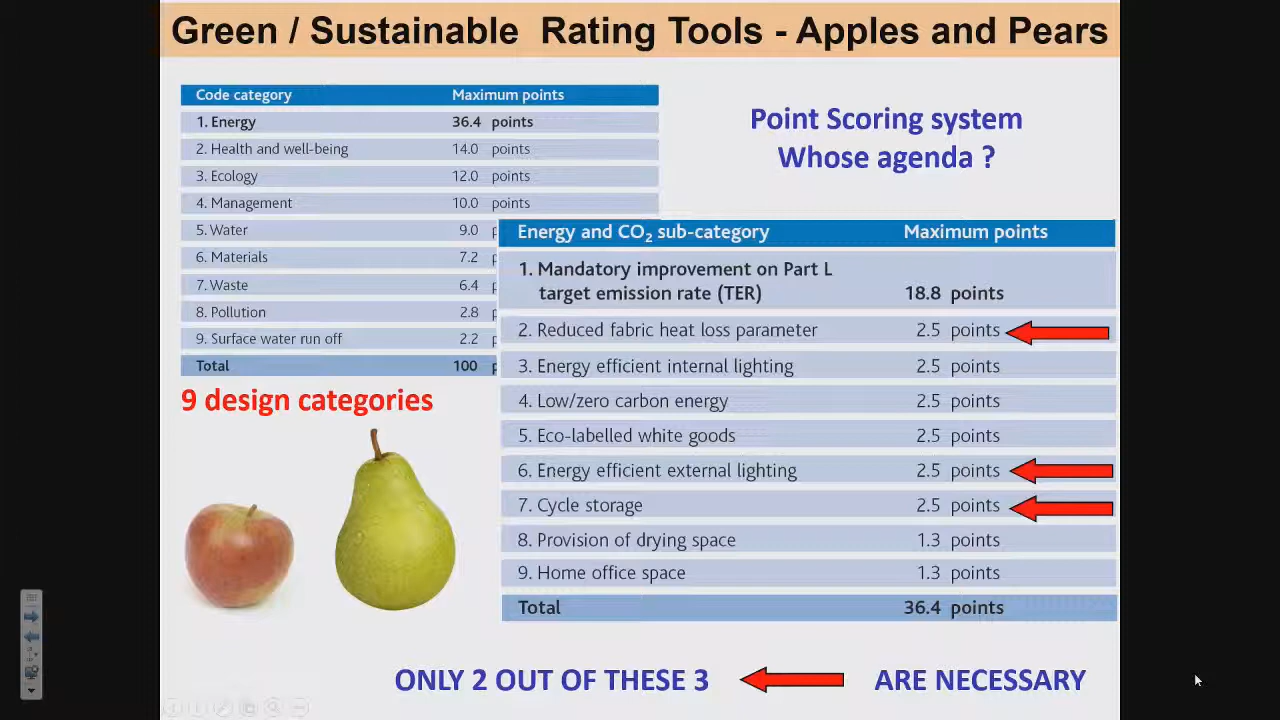 Green / Sustainable Rating Tools - Apples and Pears
Code category Maximum points
1. Energy 36.4 points
2. Health and well-being 14.0 points
3. Ecology 12.0 points
4. Management 10.0 points
5. Water 9.0
6. Materials 7.2
7. Waste 6.4
8. Pollution 2.8
9. Surface water run off 2.2
Total 100
9 design categories
Point Scoring system
Whose agenda ?
Energy and CO₂ sub-category Maximum points
1. Mandatory improvement on Part L
target emission rate (TER) 18.8 points
2. Reduced fabric heat loss parameter 2.5 points
3. Energy efficient internal lighting 2.5 points
4. Low/zero carbon energy 2.5 points
5. Eco-labelled white goods 2.5 points
6. Energy efficient external lighting 2.5 points
7. Cycle storage 2.5 points
8. Provision of drying space 1.3 points
9. Home office space 1.3 points
Total 36.4 points
ONLY 2 OUT OF THESE 3 ARE NECESSARY